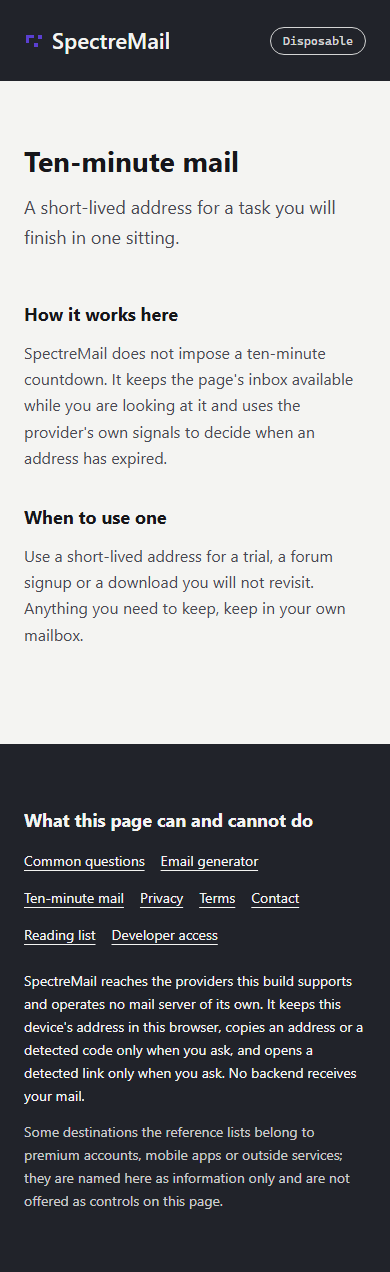 SpectreMail
Disposable
Ten-minute mail
A short-lived address for a task you will
finish in one sitting.
How it works here
SpectreMail does not impose a ten-minute
countdown. It keeps the page's inbox available
while you are looking at it and uses the
provider's own signals to decide when an
address has expired.
When to use one
Use a short-lived address for a trial, a forum
signup or a download you will not revisit.
Anything you need to keep, keep in your own
mailbox.
What this page can and cannot do
Common questions Email generator
Ten-minute mail Privacy Terms Contact
Reading list Developer access
SpectreMail reaches the providers this build supports
and operates no mail server of its own. It keeps this
device's address in this browser, copies an address or a
detected code only when you ask, and opens a
detected link only when you ask. No backend receives
your mail.
Some destinations the reference lists belong to
premium accounts, mobile apps or outside services;
they are named here as information only and are not
offered as controls on this page.